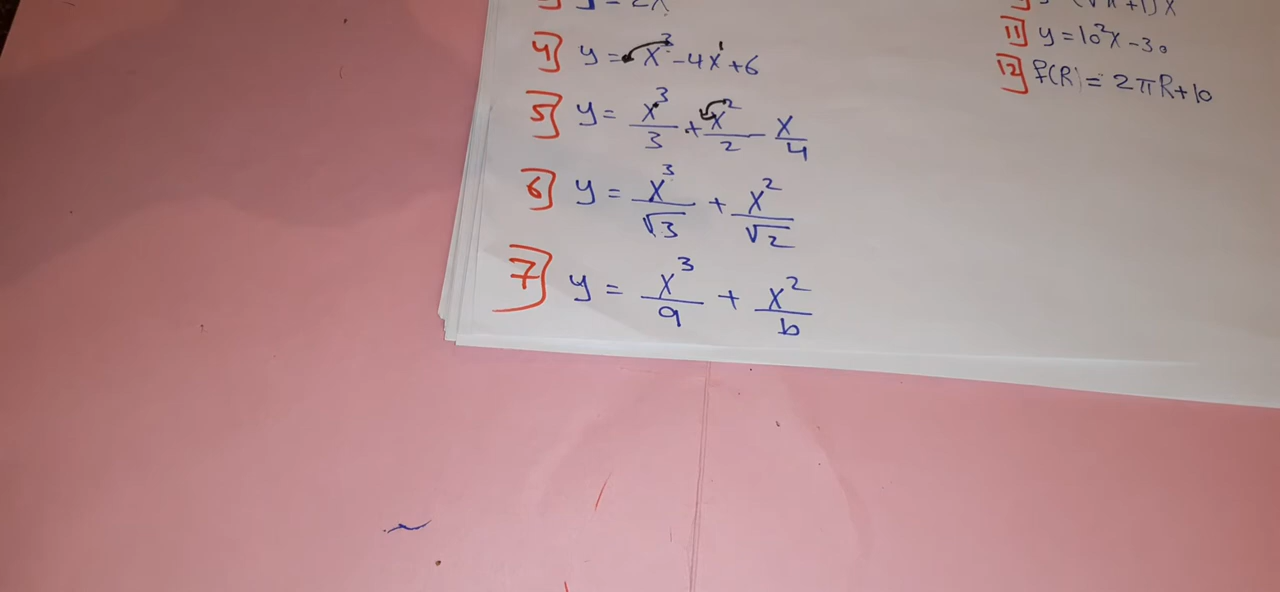 4] y = x³ - 4x¹ + 6
5] y = x³/3 + x²/2 - x/4
6] y = x³/√3 + x²/√2
7] y = x³/a + x²/b
11] y = 10²x - 30
12] f(R) = 2πR + 10